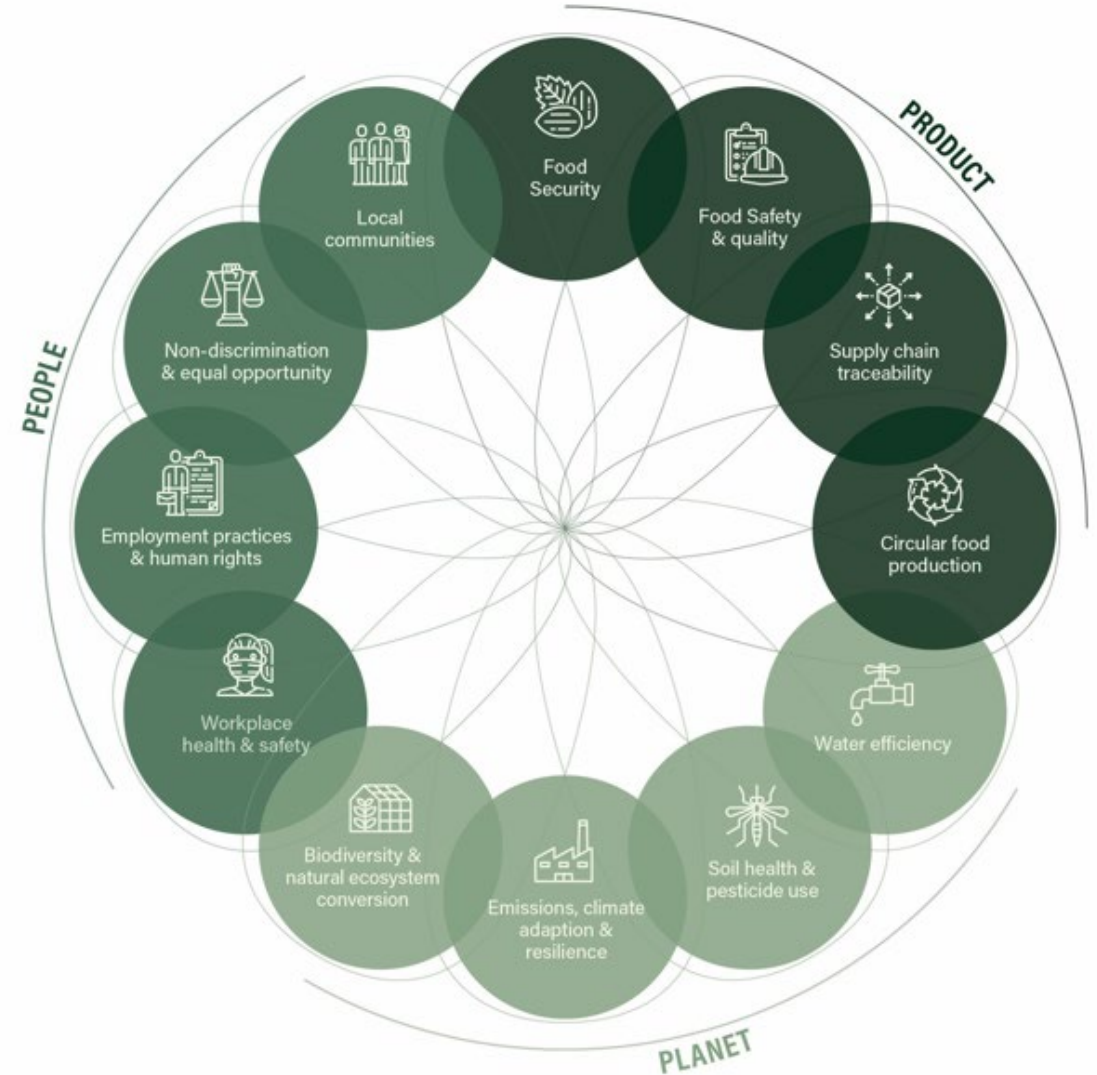 PRODUCT
Food
Security
Food Safety
& quality
Supply chain
traceability
Circular food
production
PLANET
Water efficiency
Soil health &
pesticide use
Emissions, climate
adaption &
resilience
Biodiversity &
natural ecosystem
conversion
PEOPLE
Workplace
health & safety
Employment practices
& human rights
Non-discrimination
& equal opportunity
Local
communities